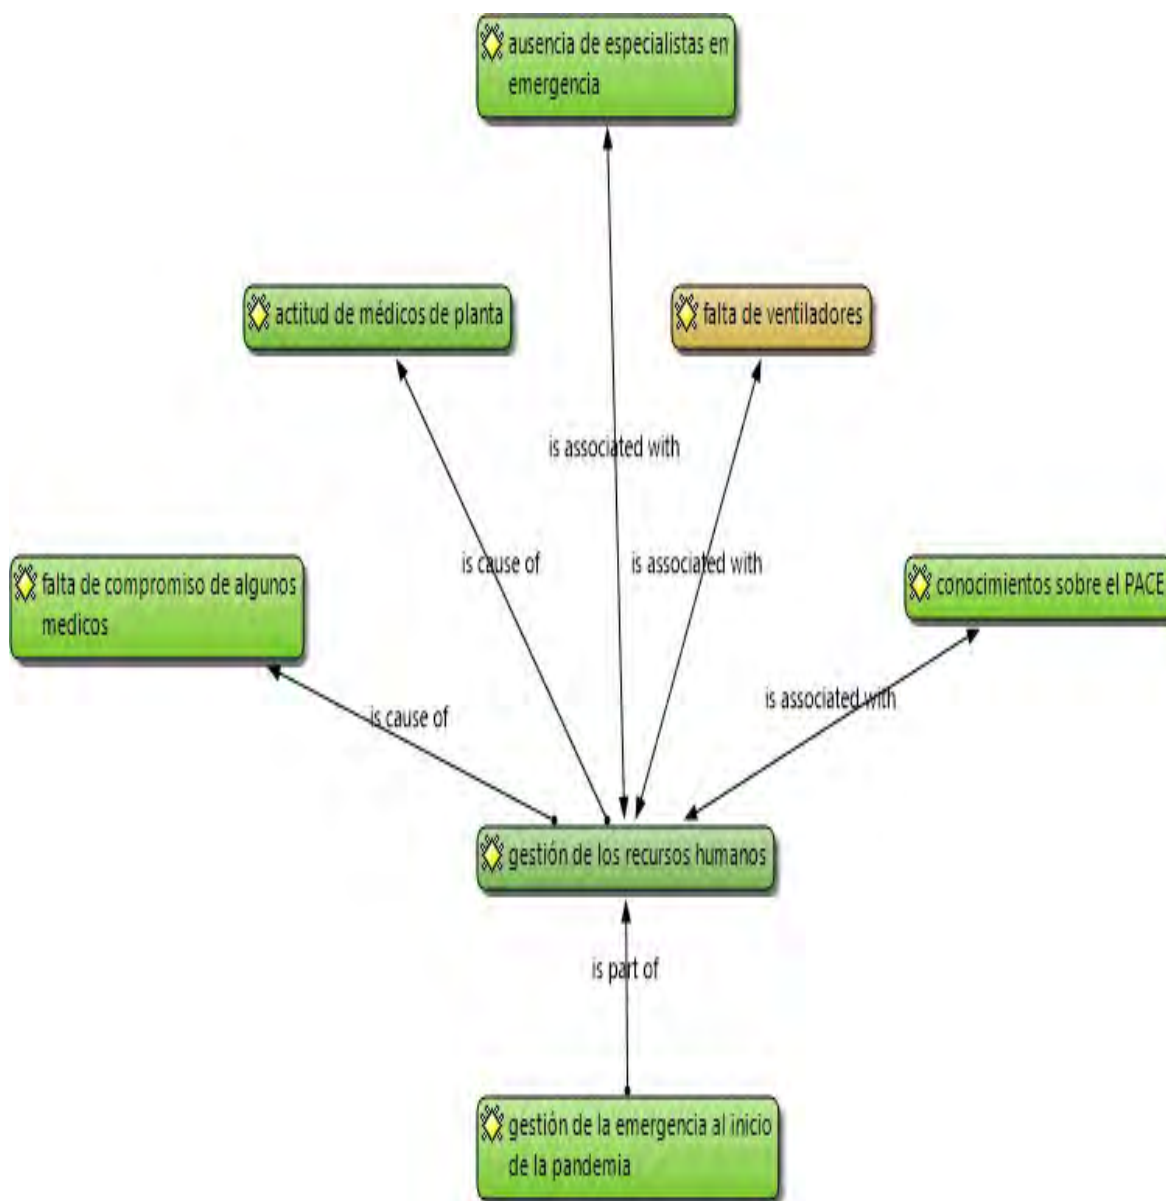 ausencia de especialistas en
emergencia
actitud de médicos de planta
falta de ventiladores
is associated with
is cause of
is associated with
falta de compromiso de algunos
medicos
conocimientos sobre el PACE
is associated with
is cause of
gestión de los recursos humanos
is part of
gestión de la emergencia al inicio
de la pandemia